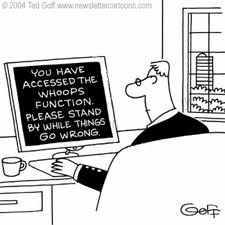 © 2004 Ted Goff www.newslettercartoons.com
YOU HAVE
ACCESSED THE
WHOOPS
FUNCTION.
PLEASE STAND
BY WHILE THINGS
GO WRONG.
GOFF